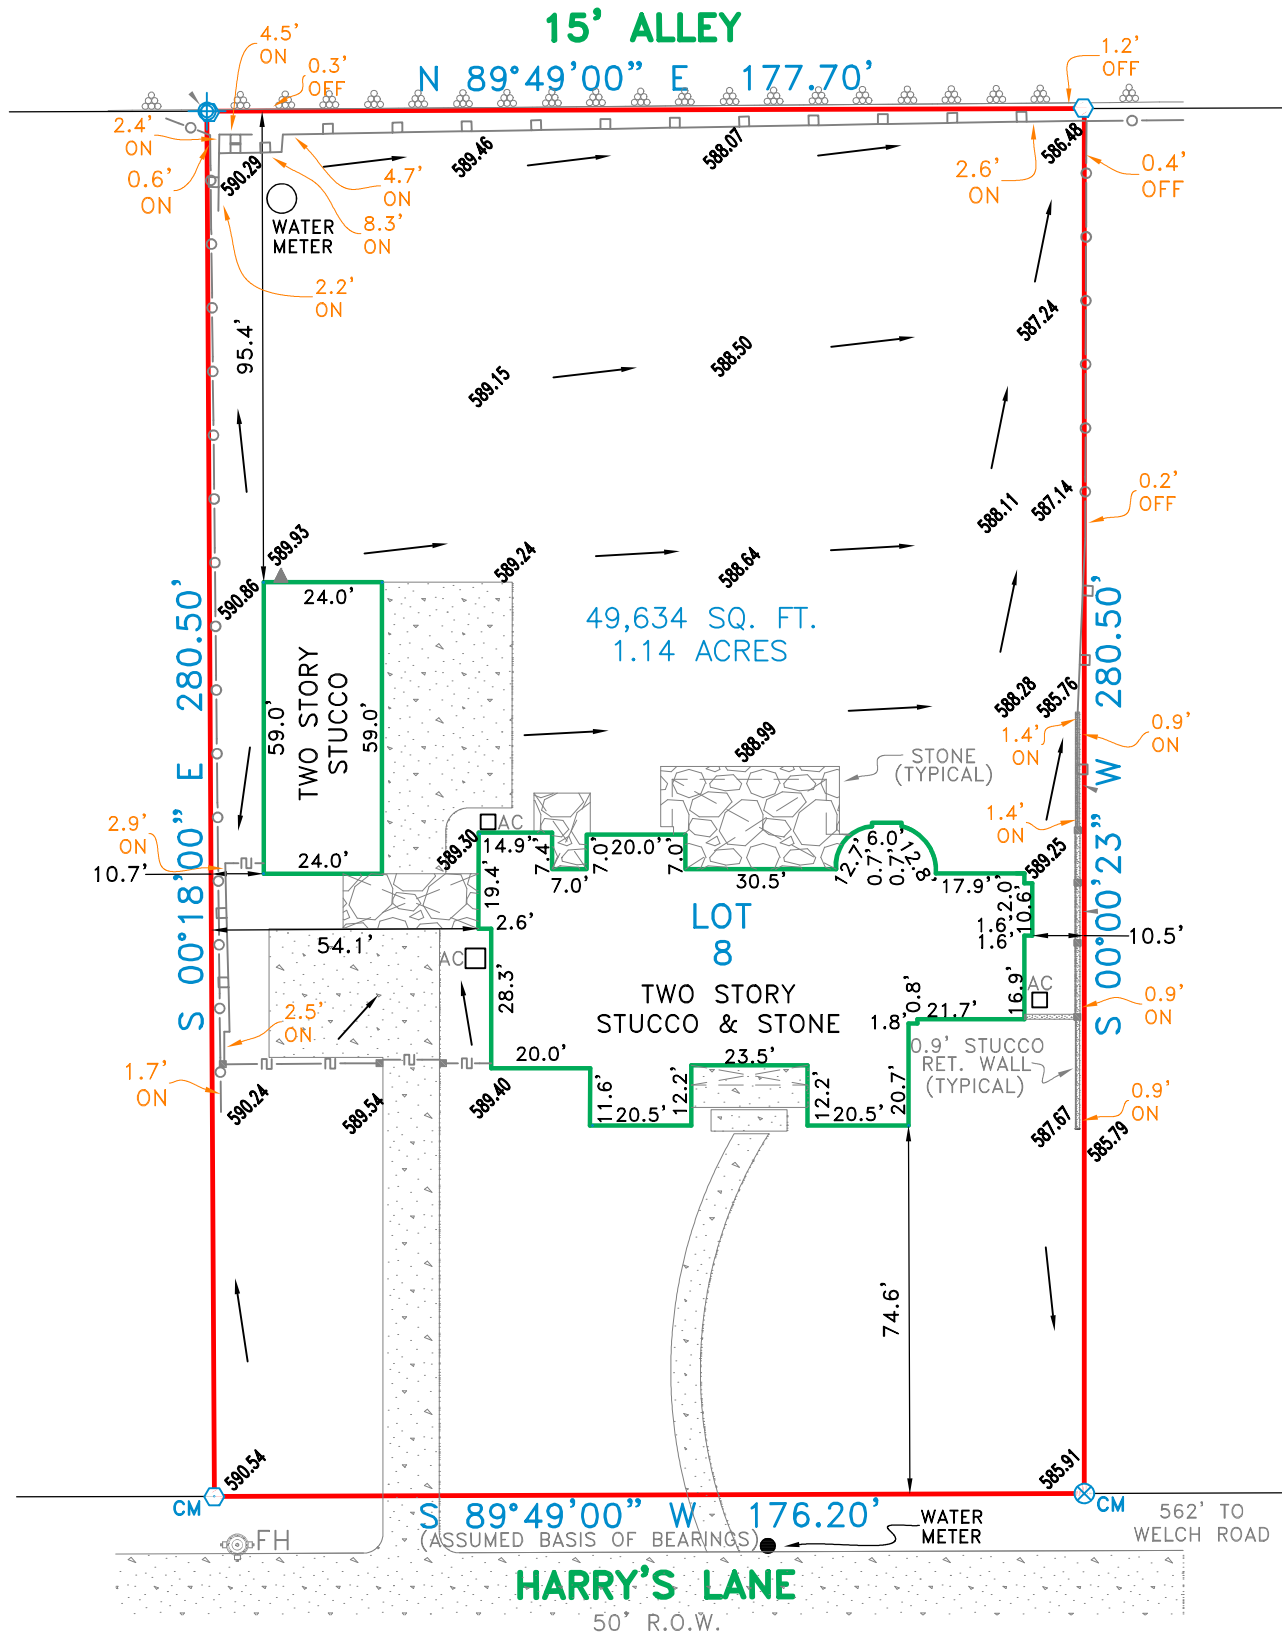 15' ALLEY
N 89°49'00" E 177.70'
4.5'
ON
0.3'
OFF
1.2'
OFF
2.4'
ON
0.6'
ON
590.29
4.7'
ON
8.3'
ON
589.46
588.07
2.6'
ON
586.48
0.4'
OFF
WATER
METER
2.2'
ON
95.4'
589.15
588.50
587.24
0.2'
OFF
588.11
587.14
589.93
590.86
589.24
588.64
24.0'
49,634 SQ. FT.
1.14 ACRES
S 00°18'00" E 280.50'
S 00°00'23" W 280.50'
59.0'
TWO STORY
STUCCO
59.0'
588.28
585.76
588.99
1.4'
ON
0.9'
ON
STONE
(TYPICAL)
1.4'
ON
2.9'
ON
10.7'
24.0'
AC
589.30
14.9'
7.4'
7.0'
7.0'
20.0'
7.0'
30.5'
12.7'
6.0'
0.7'
0.7'
12.8'
17.9'
2.0'
589.25
10.6'
1.6'
1.6'
10.5'
19.4'
2.6'
54.1'
LOT
8
AC
28.3'
TWO STORY
STUCCO & STONE
16.9'
AC
0.8'
1.8'
21.7'
0.9'
ON
2.5'
ON
0.9' STUCCO
RET. WALL
(TYPICAL)
1.7'
ON
20.0'
23.5'
11.6'
20.5'
12.2'
12.2'
20.5'
20.7'
590.24
589.54
589.40
587.67
585.79
0.9'
ON
74.6'
590.54
585.91
CM
CM
S 89°49'00" W 176.20'
(ASSUMED BASIS OF BEARINGS)
WATER
METER
562' TO
WELCH ROAD
FH
HARRY'S LANE
50' R.O.W.